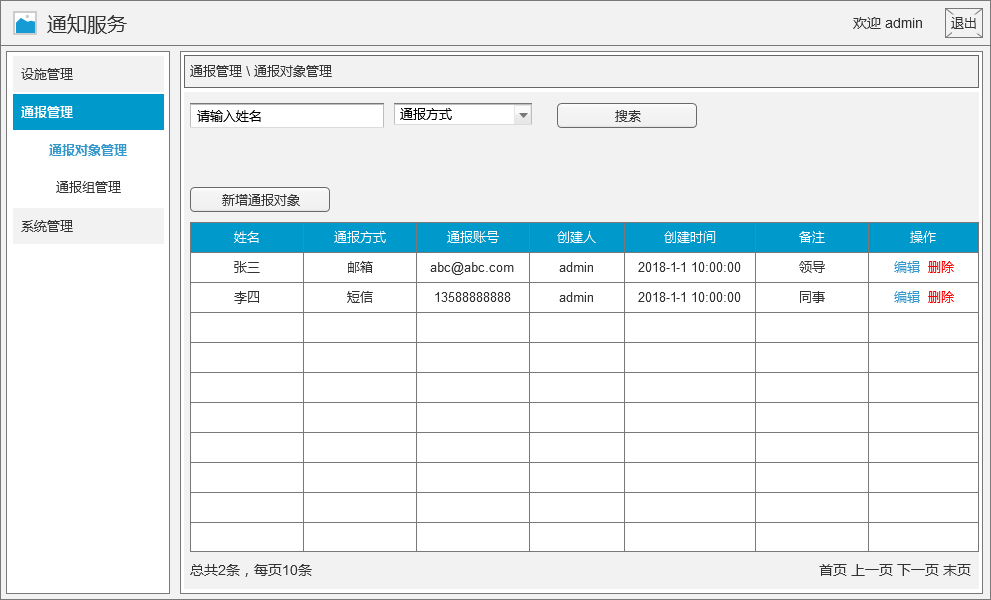 通知服务
欢迎 admin
退出
设施管理
通报管理
通报对象管理
通报组管理
系统管理
通报管理 \ 通报对象管理
请输入姓名 通报方式 搜索
新增通报对象
姓名 通报方式 通报账号 创建人 创建时间 备注 操作
张三 邮箱 abc@abc.com admin 2018-1-1 10:00:00 领导 编辑 删除
李四 短信 13588888888 admin 2018-1-1 10:00:00 同事 编辑 删除
总共2条，每页10条
首页 上一页 下一页 末页